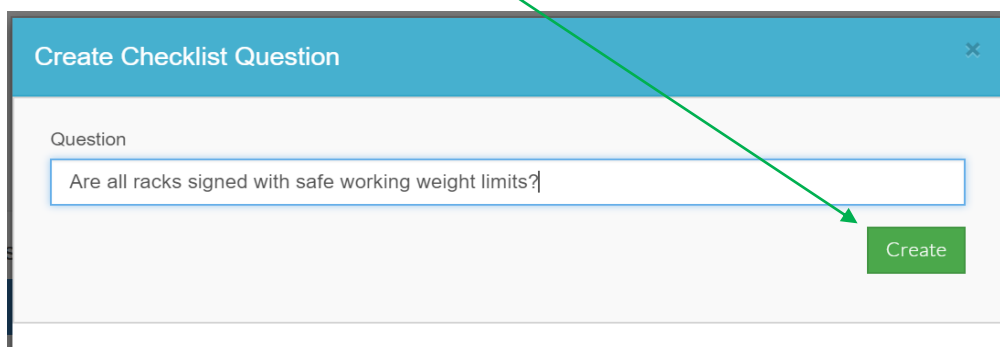 Create Checklist Question
×
Question
Are all racks signed with safe working weight limits?
Create